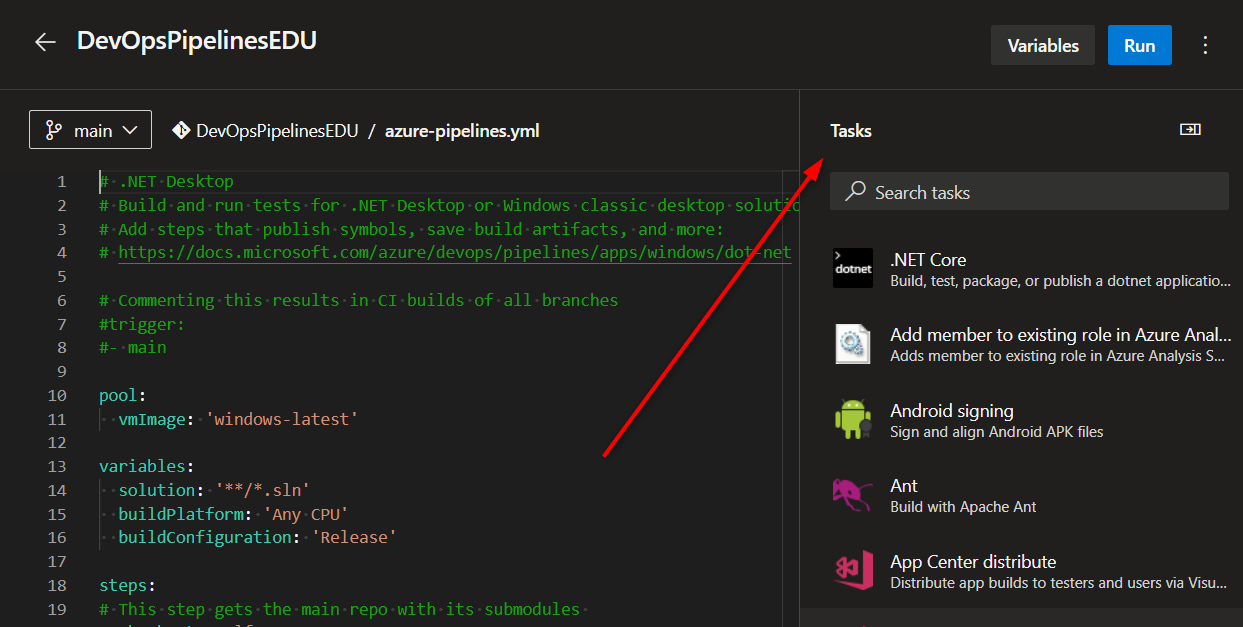 DevOpsPipelinesEDU
Variables
Run
main
DevOpsPipelinesEDU / azure-pipelines.yml
1 # .NET Desktop
2 # Build and run tests for .NET Desktop or Windows classic desktop solutio
3 # Add steps that publish symbols, save build artifacts, and more:
4 # https://docs.microsoft.com/azure/devops/pipelines/apps/windows/dot-net
5
6 # Commenting this results in CI builds of all branches
7 #trigger:
8 #- main
9
10 pool:
11   vmImage: 'windows-latest'
12
13 variables:
14   solution: '**/*.sln'
15   buildPlatform: 'Any CPU'
16   buildConfiguration: 'Release'
17
18 steps:
19 # This step gets the main repo with its submodules
Tasks
Search tasks
dotnet
.NET Core
Build, test, package, or publish a dotnet applicatio...
Add member to existing role in Azure Anal...
Adds member to existing role in Azure Analysis S...
Android signing
Sign and align Android APK files
Ant
Build with Apache Ant
App Center distribute
Distribute app builds to testers and users via Visu...